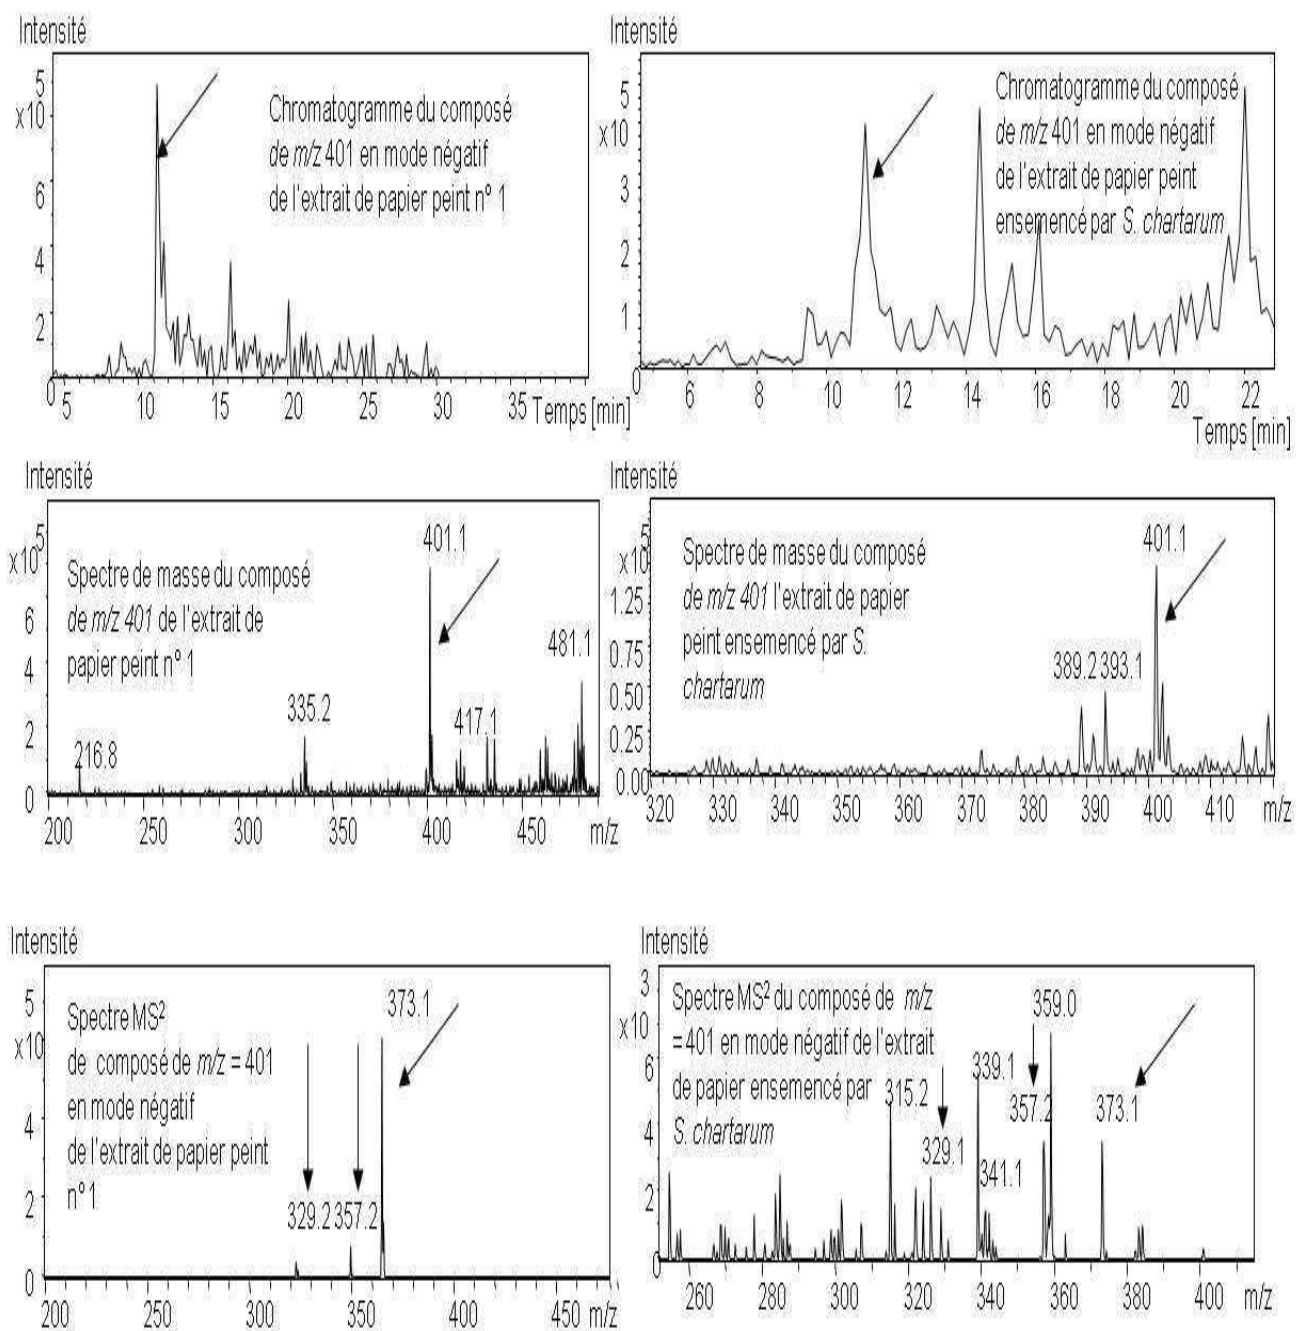 Intensité
5
x10
6
4
2
Chromatogramme du composé
de m/z 401 en mode négatif
de l'extrait de papier peint n° 1
5 10 15 20 25 30 35 Temps [min]
Intensité
5
x10
3
2
1
Chromatogramme du composé
de m/z 401 en mode négatif
de l'extrait de papier peint
ensemencé par S. chartarum
6 8 10 12 14 16 18 20 22
Temps [min]
Intensité
5
x10
6
4
2
0
Spectre de masse du composé
de m/z 401 de l'extrait de
papier peint n° 1
216.8
335.2
401.1
417.1
481.1
200 250 300 350 400 450 m/z
Intensité
5
x10
1.25
0.75
0.50
0.25
0.00
Spectre de masse du composé
de m/z 401 l'extrait de papier
peint ensemencé par S.
chartarum
389.2 393.1
401.1
320 330 340 350 360 370 380 390 400 410 m/z
Intensité
5
x10
4
2
0
Spectre MS²
de composé de m/z = 401
en mode négatif
de l'extrait de papier peint
n°1
329.2 357.2
373.1
200 250 300 350 400 450 m/z
Intensité
3
x10
6
4
2
0
Spectre MS² du composé de m/z
= 401 en mode négatif de l'extrait
de papier ensemencé par
S. chartarum
315.2
329.1
339.1
341.1
357.2
359.0
373.1
260 280 300 320 340 360 380 400 m/z